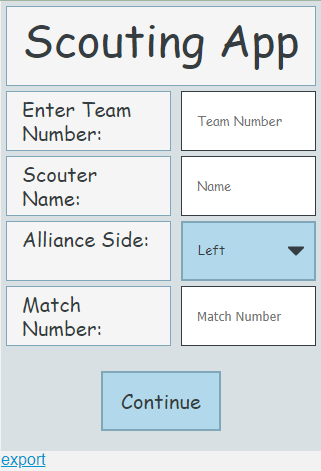 Scouting App
Enter Team
Number:
Team Number
Scouter
Name:
Name
Alliance Side:
Left
Match
Number:
Match Number
Continue
export